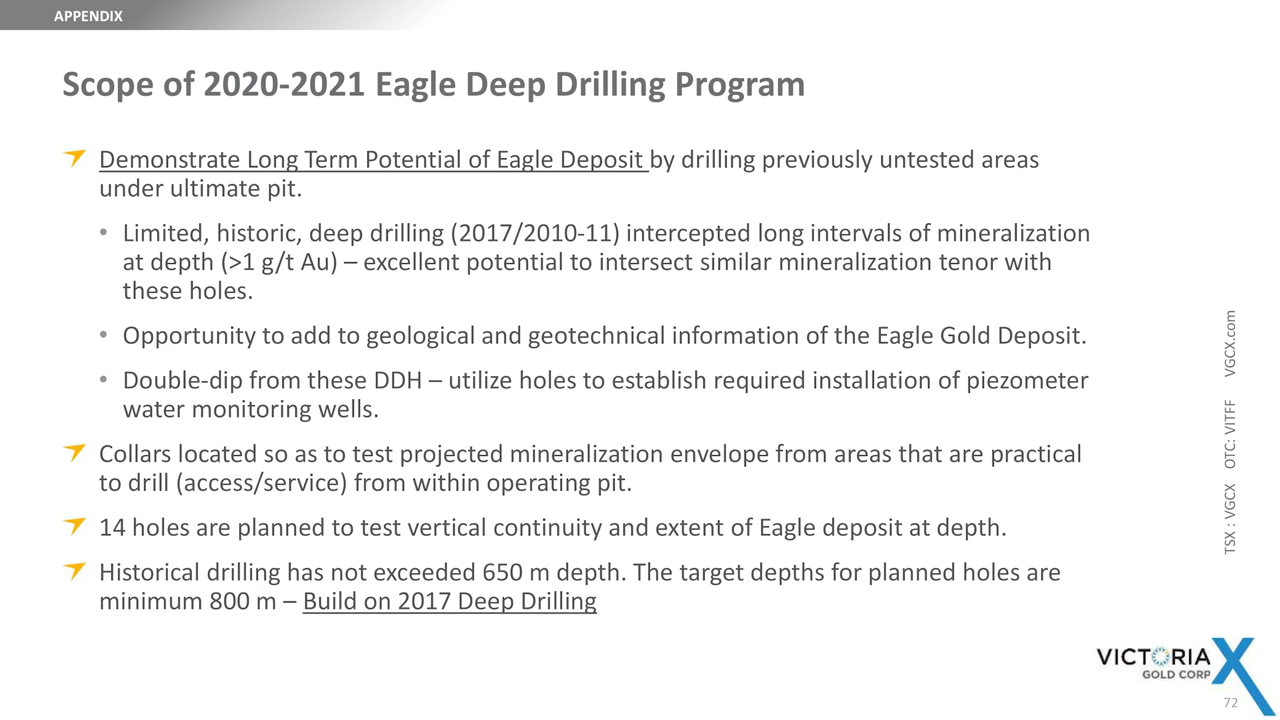 APPENDIX
Scope of 2020-2021 Eagle Deep Drilling Program
Demonstrate Long Term Potential of Eagle Deposit by drilling previously untested areas
under ultimate pit.
• Limited, historic, deep drilling (2017/2010-11) intercepted long intervals of mineralization
at depth (>1 g/t Au) – excellent potential to intersect similar mineralization tenor with
these holes.
• Opportunity to add to geological and geotechnical information of the Eagle Gold Deposit.
• Double-dip from these DDH – utilize holes to establish required installation of piezometer
water monitoring wells.
Collars located so as to test projected mineralization envelope from areas that are practical
to drill (access/service) from within operating pit.
14 holes are planned to test vertical continuity and extent of Eagle deposit at depth.
Historical drilling has not exceeded 650 m depth. The target depths for planned holes are
minimum 800 m – Build on 2017 Deep Drilling
TSX : VGCX OTC: VITFF VGCX.com
VICTORIA
GOLD CORP
X
72